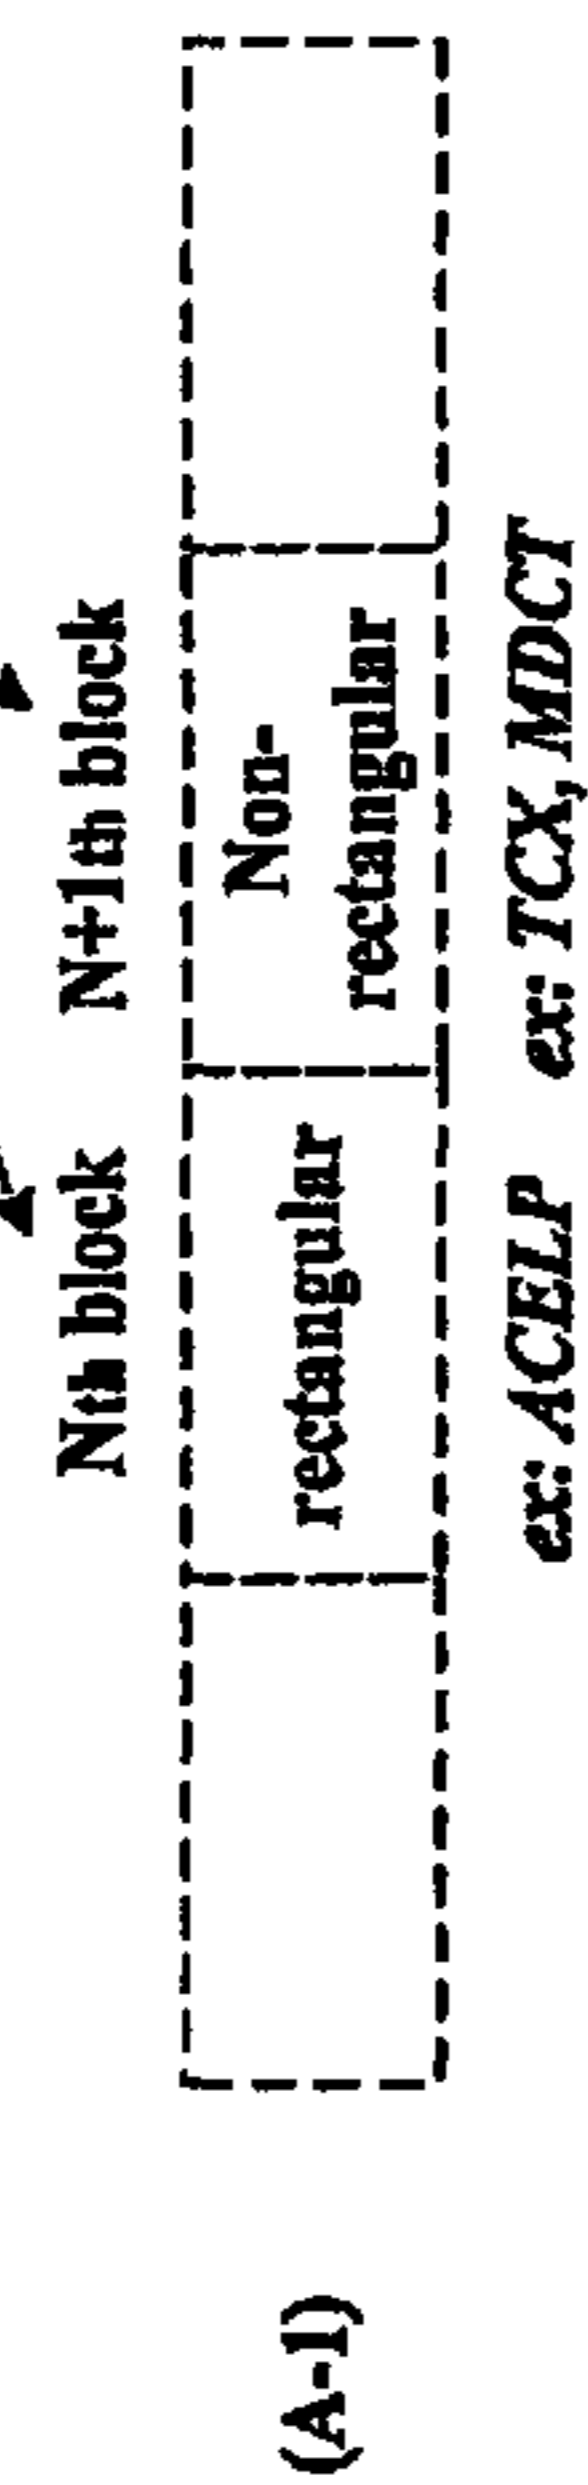 Nth block
N+1th block
(A-1)
rectangular
Non-
rectangular
ex: ACELP
ex: TCX, MDCT